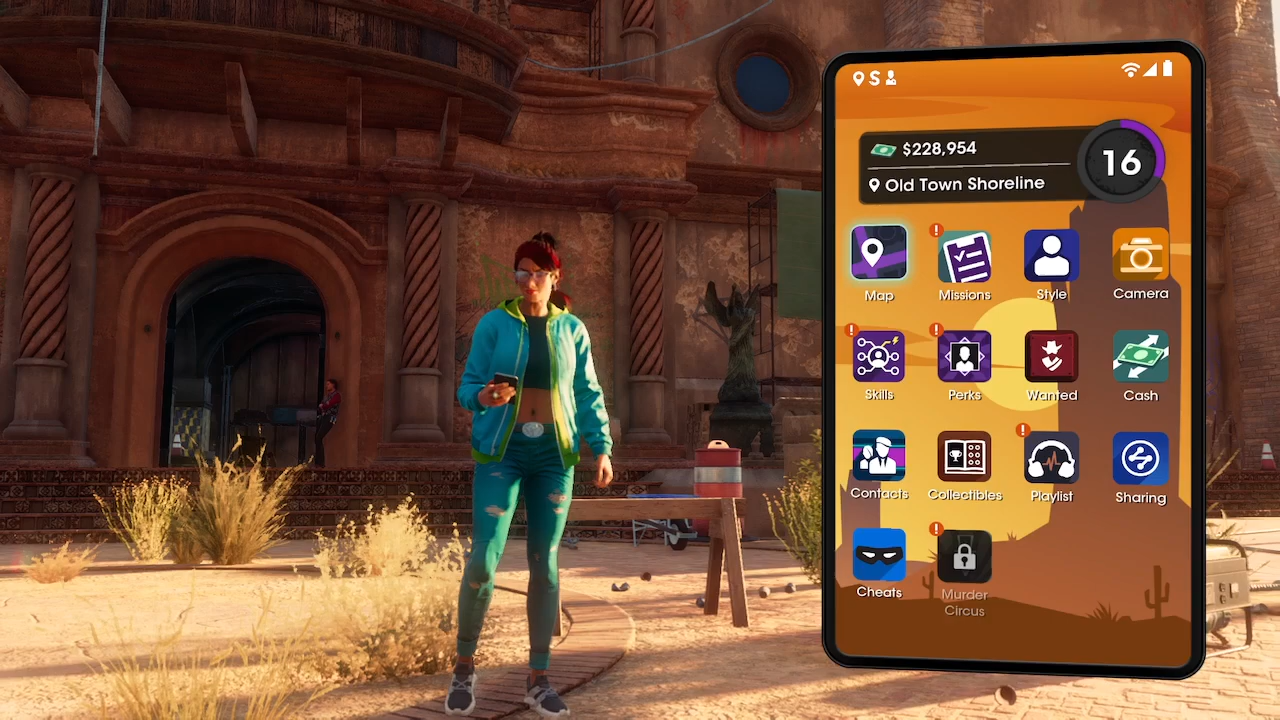 $228,954
16
Old Town Shoreline
Map
Missions
Style
Camera
Skills
Perks
Wanted
Cash
Contacts
Collectibles
Playlist
Sharing
Cheats
Murder
Circus